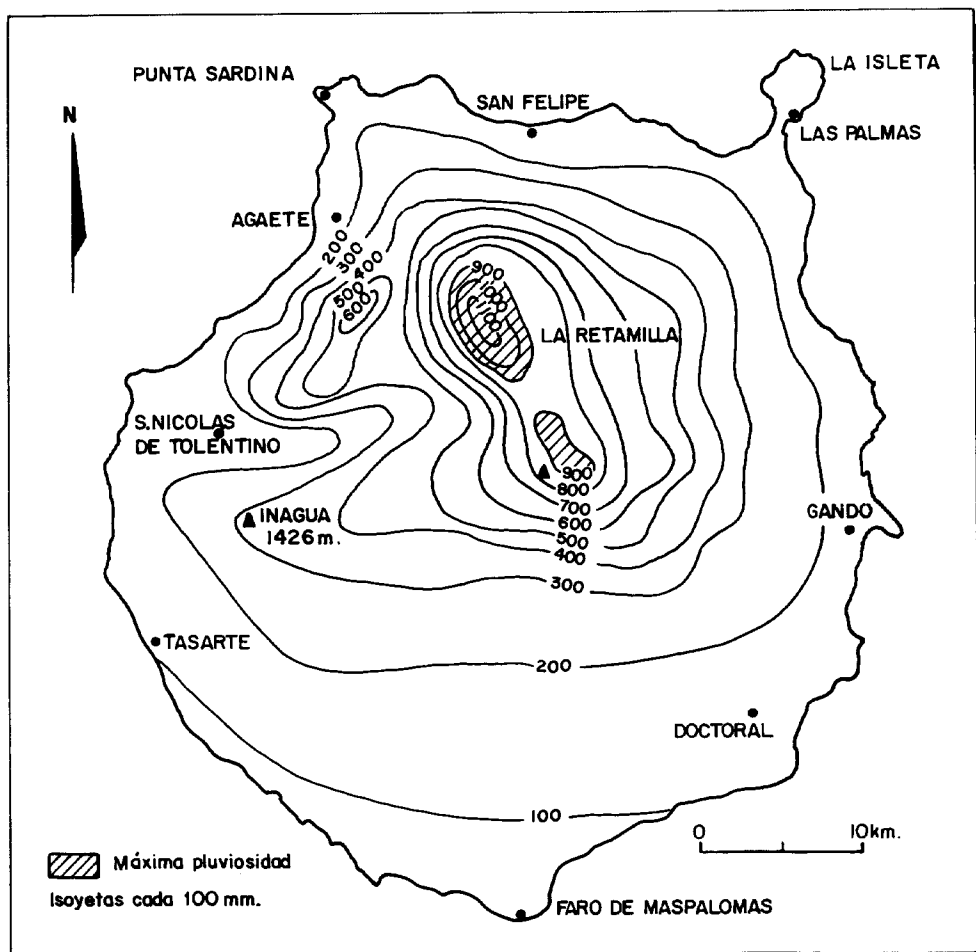 LA ISLETA
PUNTA SARDINA
SAN FELIPE
N
LAS PALMAS
AGAETE
200
300
400
500
600
900
LA RETAMILLA
S.NICOLAS
DE TOLENTINO
900
800
700
600
500
400
300
INAGUA
1426m.
GANDO
TASARTE
200
DOCTORAL
100
0 10km.
Máxima pluviosidad
Isoyetas cada 100 mm.
FARO DE MASPALOMAS